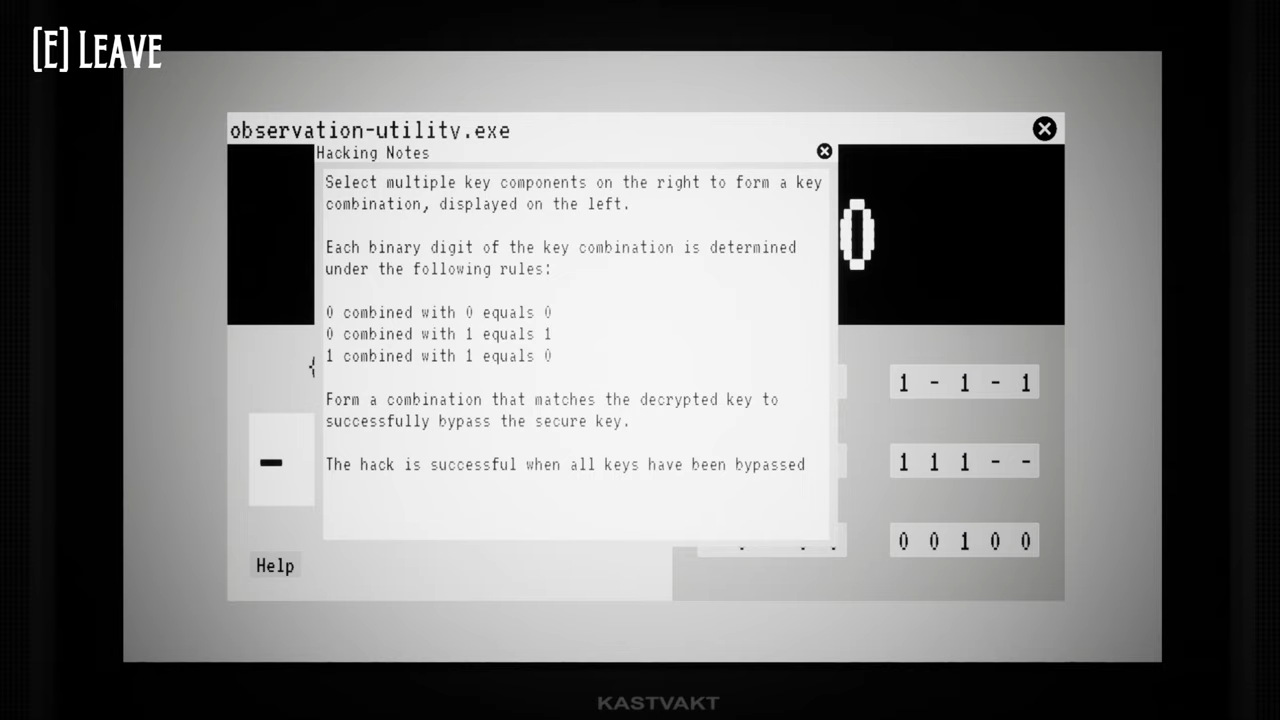 [E] LEAVE
observation-utility.exe
Hacking Notes
Select multiple key components on the right to form a key
combination, displayed on the left.
Each binary digit of the key combination is determined
under the following rules:
0 combined with 0 equals 0
0 combined with 1 equals 1
1 combined with 1 equals 0
Form a combination that matches the decrypted key to
successfully bypass the secure key.
The hack is successful when all keys have been bypassed
0
1 - 1 - 1
-
1 1 1 - -
0 0 1 0 0
Help
KASTVAKT